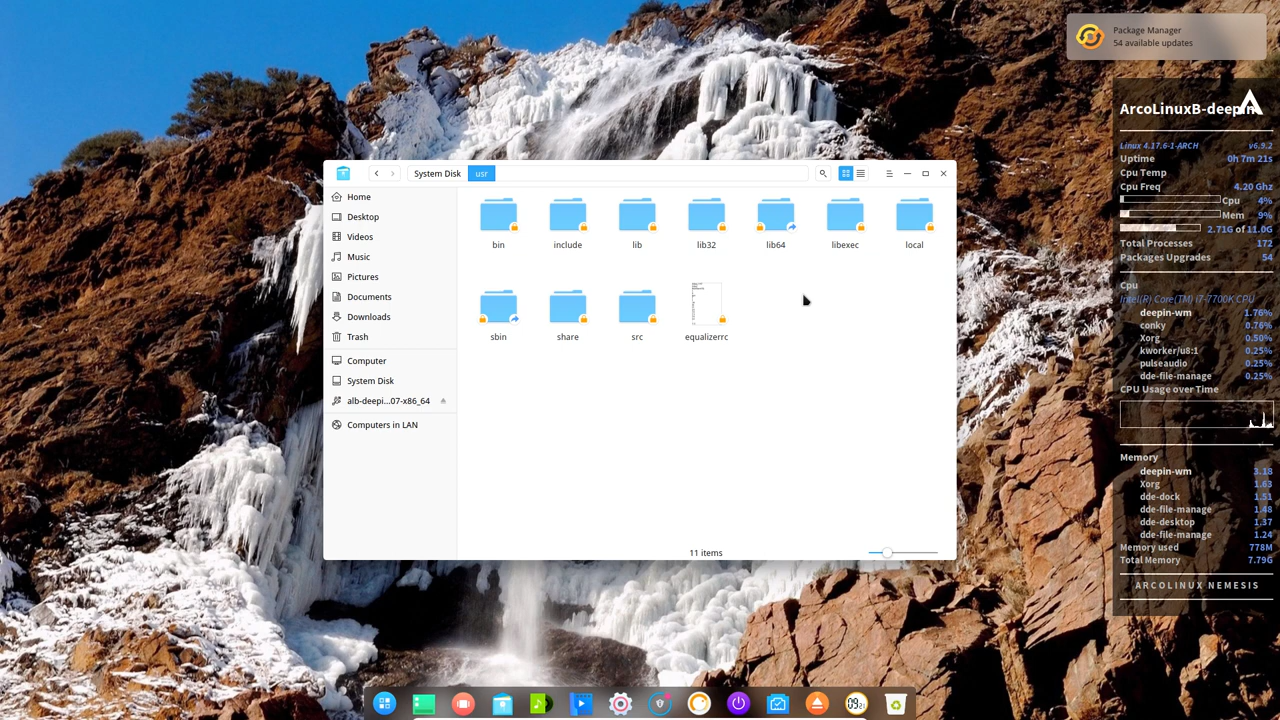 Package Manager
54 available updates
ArcoLinuxB-deepin
Linux 4.17.6-1-ARCH v6.9.2
Uptime 0h 7m 21s
Cpu Temp
Cpu Freq 4.20 Ghz
Cpu 4%
Mem 9%
2.71G of 11.0G
Total Processes 172
Packages Upgrades 54
Cpu
Intel(R) Core(TM) i7-7700K CPU
deepin-wm 1.76%
conky 0.76%
Xorg 0.50%
kworker/u8:1 0.25%
pulseaudio 0.25%
dde-file-manage 0.25%
CPU Usage over Time
Memory
deepin-wm 3.18
Xorg 1.63
dde-dock 1.51
dde-file-manage 1.48
dde-desktop 1.37
dde-file-manage 1.24
Memory used 778M
Total Memory 7.79G
ARCOLINUX NEMESIS
System Disk usr
Home
Desktop
Videos
Music
Pictures
Documents
Downloads
Trash
Computer
System Disk
alb-deepi...07-x86_64
Computers in LAN
bin include lib lib32 lib64 libexec local
sbin share src equalizerrc
11 items